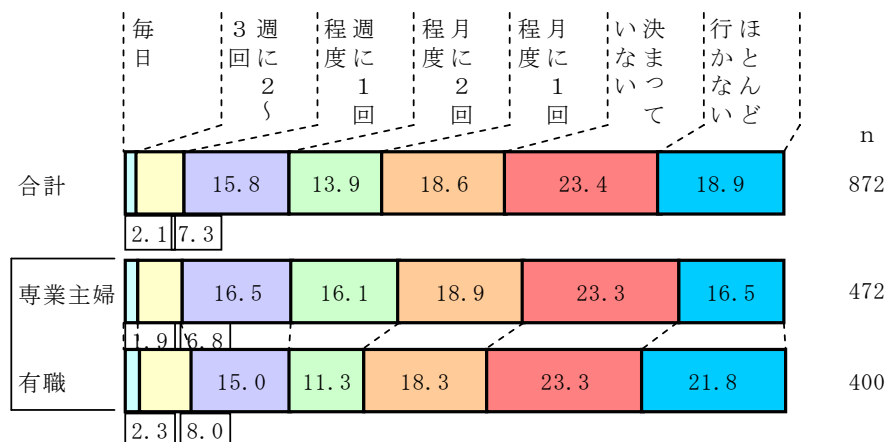 毎日
週に２～
３回
週に１回
程度
月に２回
程度
月に１回
程度
決まって
いない
ほとんど
行かない
n
合計 15.8 13.9 18.6 23.4 18.9 872
2.1 7.3
専業主婦 16.5 16.1 18.9 23.3 16.5 472
1.9 6.8
有職 15.0 11.3 18.3 23.3 21.8 400
2.3 8.0